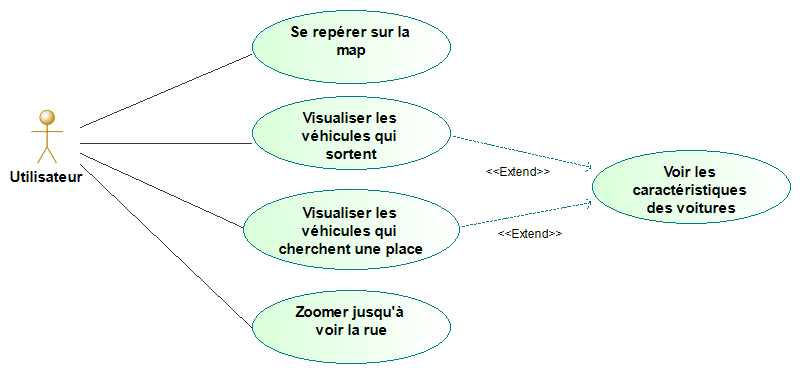 Se repérer sur la
map
Visualiser les
véhicules qui
sortent
Utilisateur
<<Extend>>
Voir les
caractéristiques
des voitures
Visualiser les
véhicules qui
cherchent une place
<<Extend>>
Zoomer jusqu'à
voir la rue